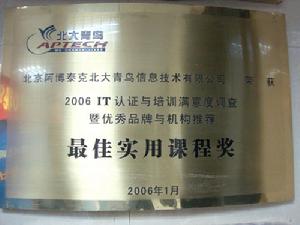 北大青鸟
APTECH
北京阿博泰克北大青鸟信息技术有限公司 荣获
2006 IT认证与培训满意度调查
暨优秀品牌与机构推荐
最佳实用课程奖
2006年1月